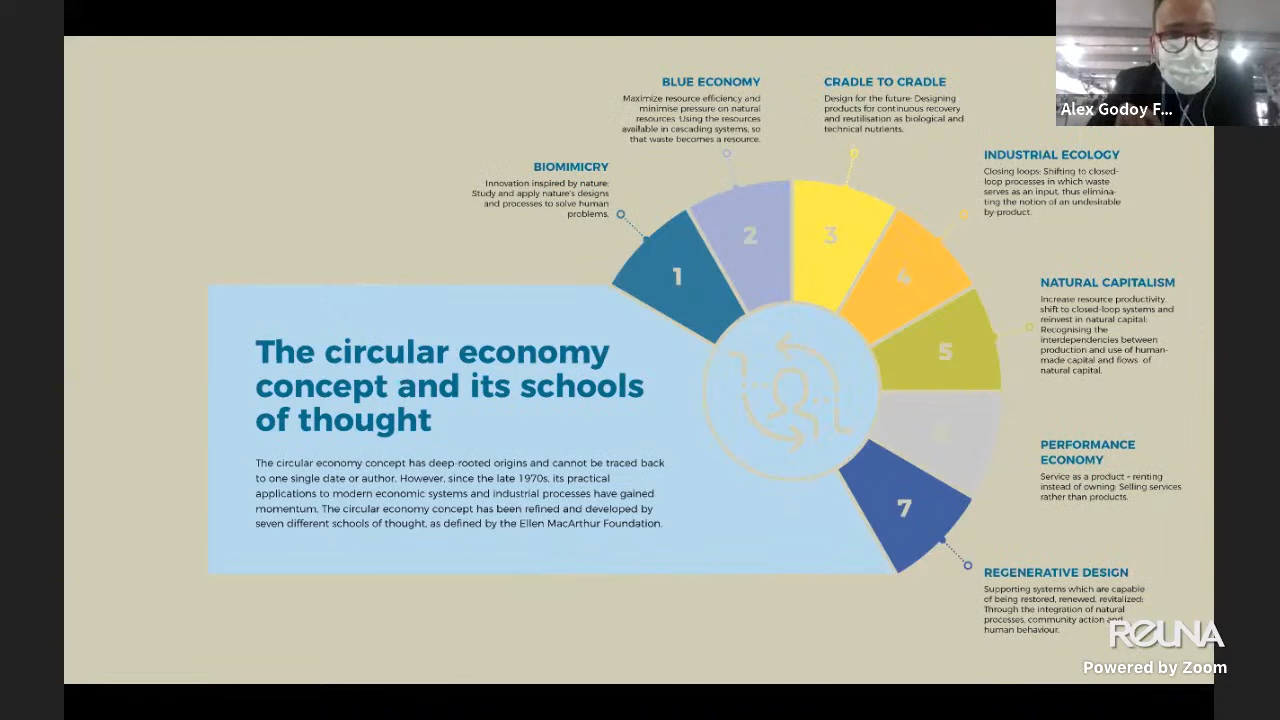 BLUE ECONOMY
Maximize resource efficiency and
minimise pressure on natural
resources: Using the resources
available in cascading systems, so
that waste becomes a resource.
CRADLE TO CRADLE
Design for the future: Designing
products for continuous recovery
and reutilisation as biological and
technical nutrients.
Alex Godoy F...
BIOMIMICRY
Innovation inspired by nature:
Study and apply nature's designs
and processes to solve human
problems.
INDUSTRIAL ECOLOGY
Closing loops: Shifting to closed-
loop processes in which waste
serves as an input, thus elimina-
ting the notion of an undesirable
by-product.
1
2
3
4
5
6
7
NATURAL CAPITALISM
Increase resource productivity,
shift to closed-loop systems and
reinvest in natural capital:
Recognising the
interdependencies between
production and use of human-
made capital and flows of
natural capital.
The circular economy
concept and its schools
of thought
The circular economy concept has deep-rooted origins and cannot be traced back
to one single date or author. However, since the late 1970s, its practical
applications to modern economic systems and industrial processes have gained
momentum. The circular economy concept has been refined and developed by
seven different schools of thought, as defined by the Ellen MacArthur Foundation.
PERFORMANCE
ECONOMY
Service as a product – renting
instead of owning: Selling services
rather than products.
REGENERATIVE DESIGN
Supporting systems which are capable
of being restored, renewed, revitalized:
Through the integration of natural
processes, community action and
human behaviour.
REUNA
Powered by Zoom